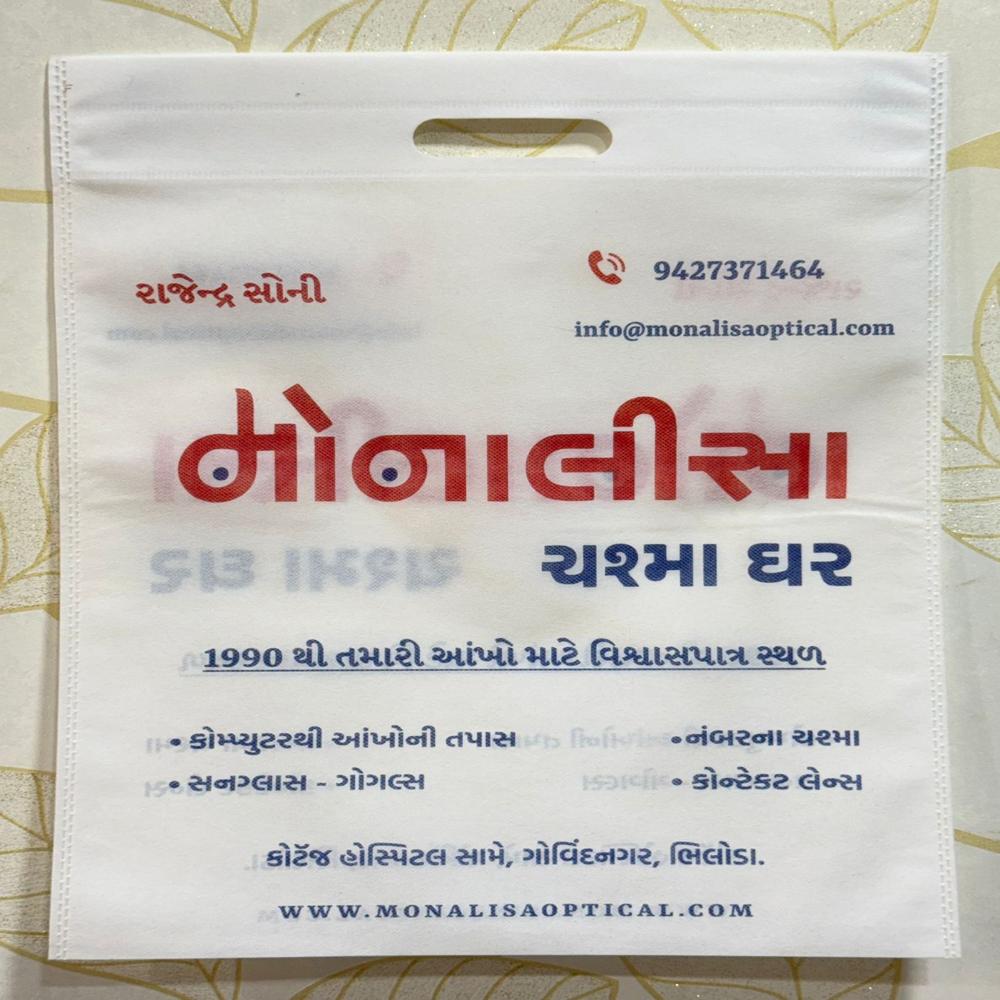 રાજેન્દ્ર સોની
9427371464
info@monalisaoptical.com
મોનાલીસા
ચશ્મા ઘર
1990 થી તમારી આંખો માટે વિશ્વાસપાત્ર સ્થળ
• કોમ્પ્યુટરથી આંખોની તપાસ • નંબરના ચશ્મા
• સનગ્લાસ - ગોગલ્સ • કોન્ટેકટ લેન્સ
કોટૅજ હોસ્પિટલ સામે, ગોવિંદનગર, ભિલોડા.
WWW.MONALISAOPTICAL.COM